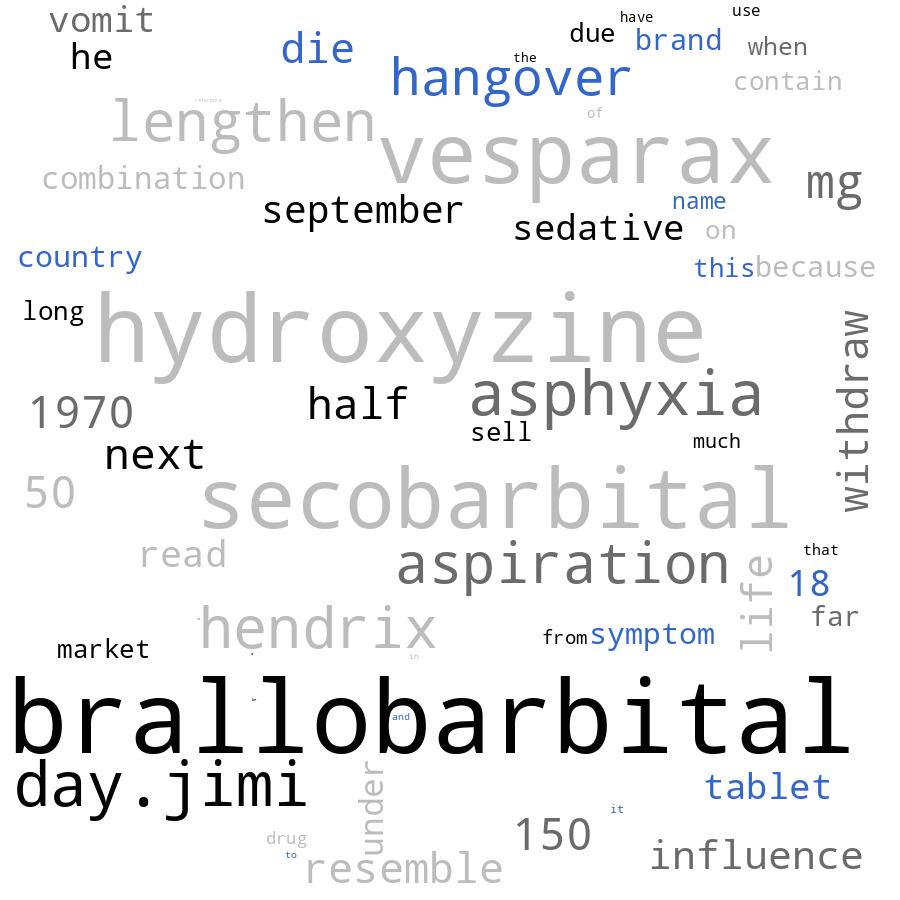 have
use
vomit
due
brand
he
die
when
the
hangover
contain
reference
lengthen
of
vesparax
combination
mg
name
september
sedative
on
country
this
because
long
hydroxyzine
withdraw
asphyxia
1970
half
sell
much
next
50
secobarbital
read
that
aspiration
life
18
far
hendrix
from
symptom
market
in
brallobarbital
and
day.jimi
under
tablet
it
150
drug
to
resemble
influence